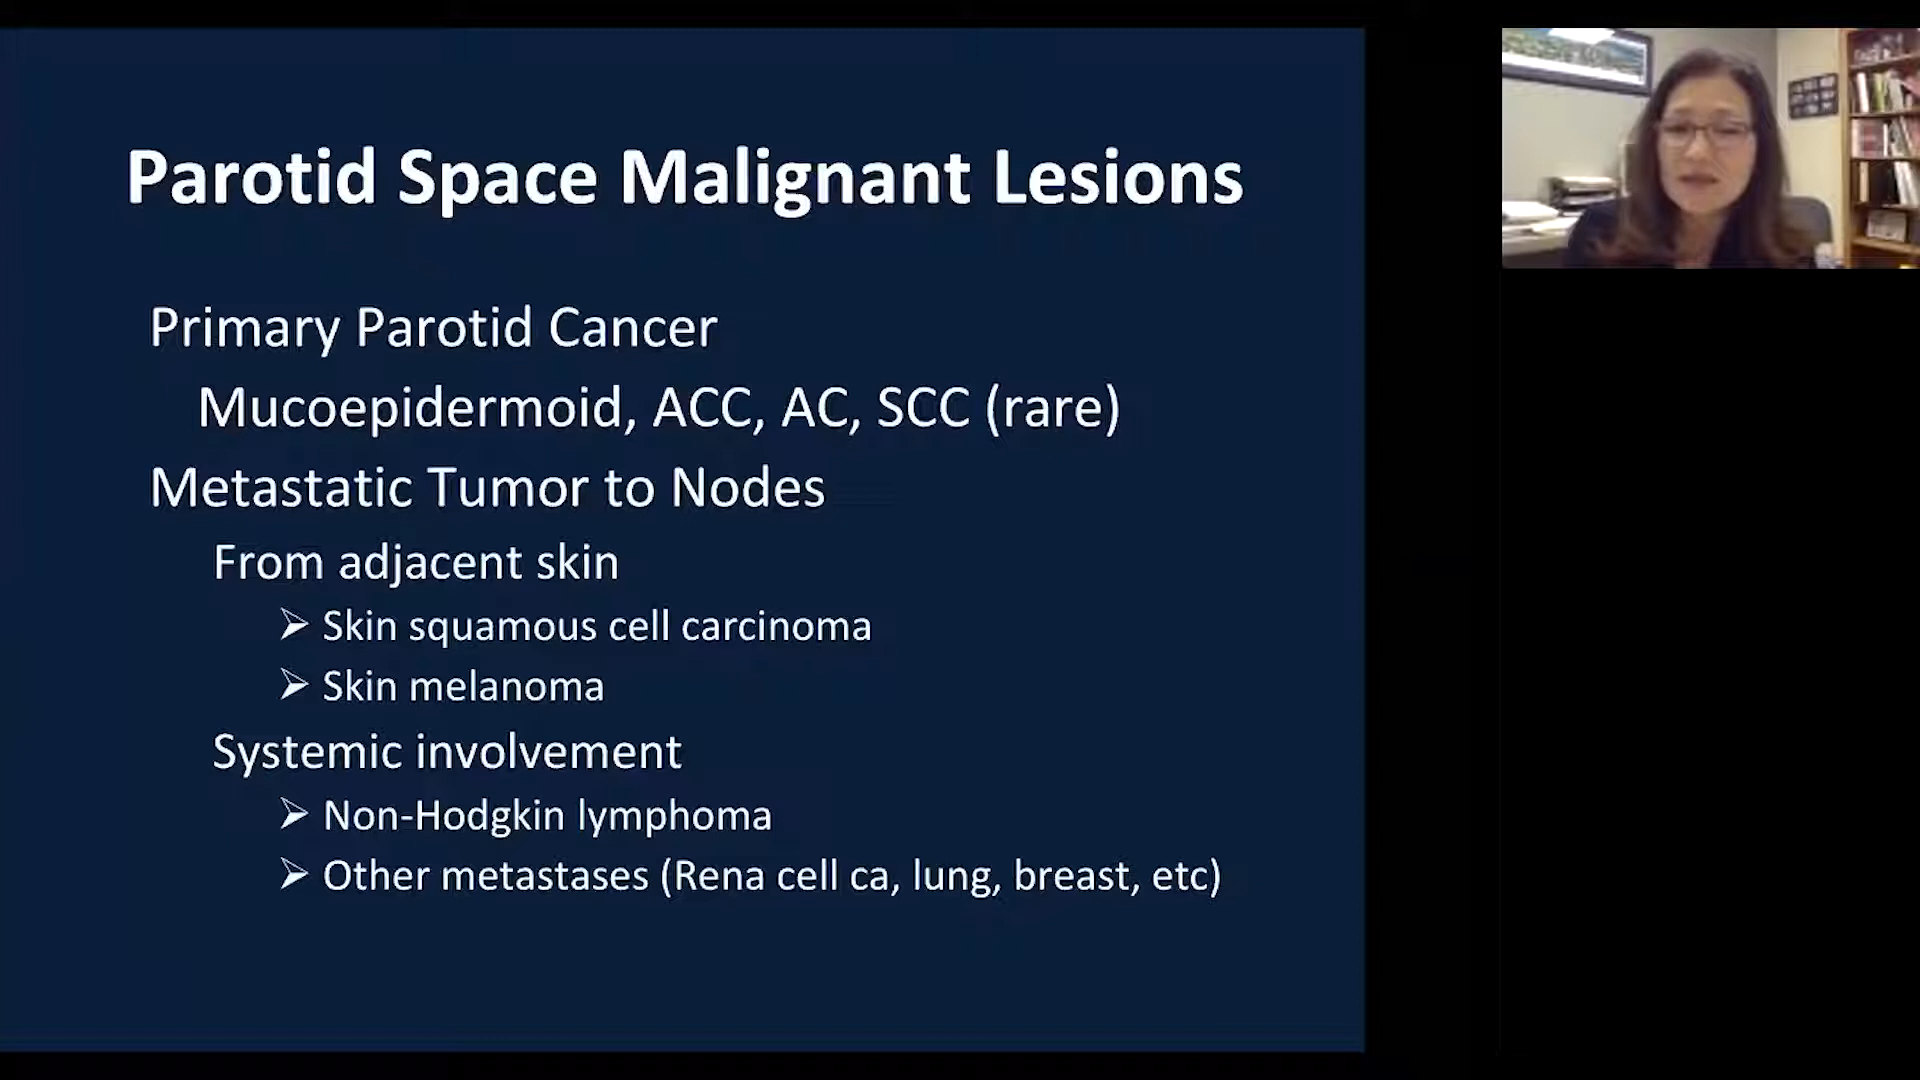 Parotid Space Malignant Lesions
Primary Parotid Cancer
Mucoepidermoid, ACC, AC, SCC (rare)
Metastatic Tumor to Nodes
From adjacent skin
➢ Skin squamous cell carcinoma
➢ Skin melanoma
Systemic involvement
➢ Non-Hodgkin lymphoma
➢ Other metastases (Rena cell ca, lung, breast, etc)